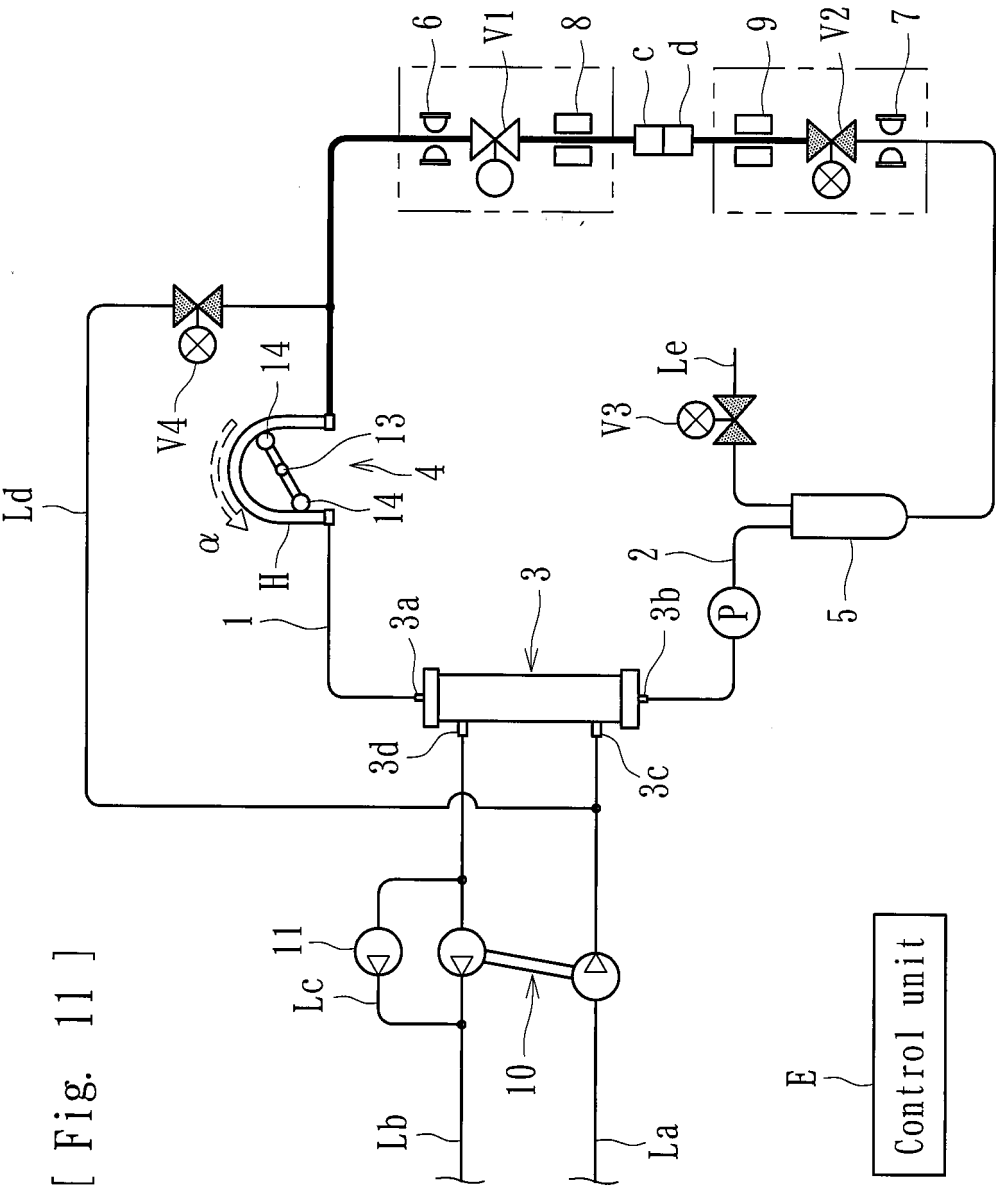 [ Fig. 11 ]
Lb
La
Lc
11
10
3d
3c
3a
3b
3
1
2
P
5
Ld
α
H
14
13
14
4
V4
V3
Le
6
V1
8
c
d
9
V2
7
E
Control unit